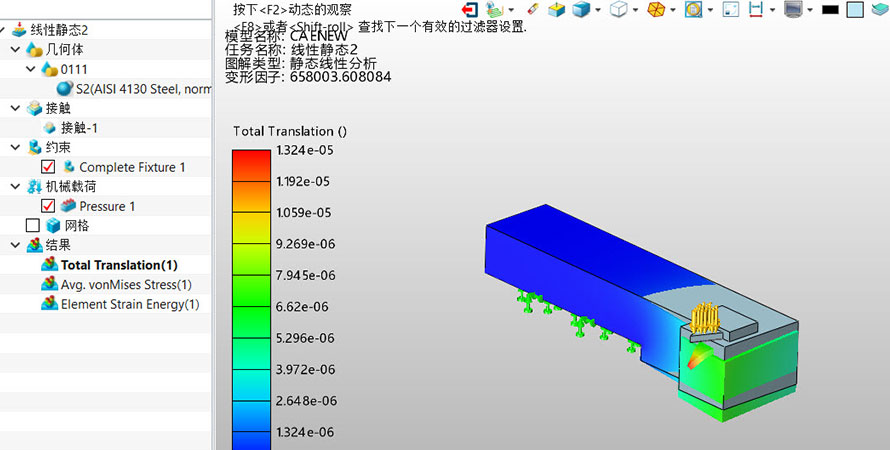 按下<F2>动态的观察
<F8>或者<Shift-roll> 查找下一个有效的过滤器设置.
模型名称: CAENEW
任务名称: 线性静态2
图解类型: 静态线性分析
变形因子: 658003.608084
线性静态2
几何体
0111
S2(AISI 4130 Steel, norm
接触
接触-1
约束
Complete Fixture 1
机械载荷
Pressure 1
网格
结果
Total Translation(1)
Avg. vonMises Stress(1)
Element Strain Energy(1)
Total Translation ()
1.324e-05
1.192e-05
1.059e-05
9.269e-06
7.945e-06
6.62e-06
5.296e-06
3.972e-06
2.648e-06
1.324e-06